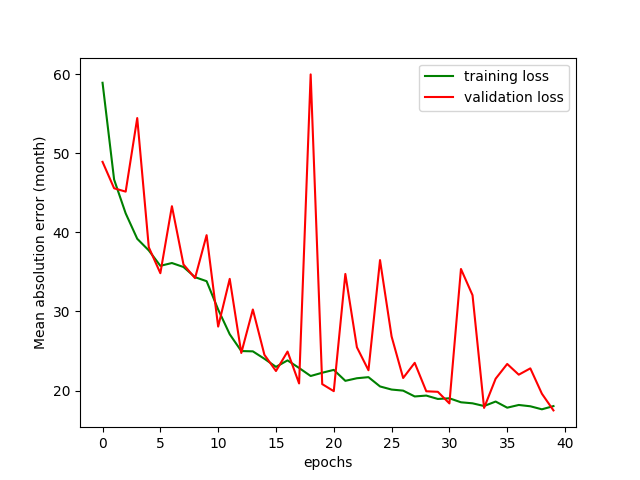 training loss
validation loss
60
50
40
30
20
Mean absolution error (month)
0 5 10 15 20 25 30 35 40
epochs